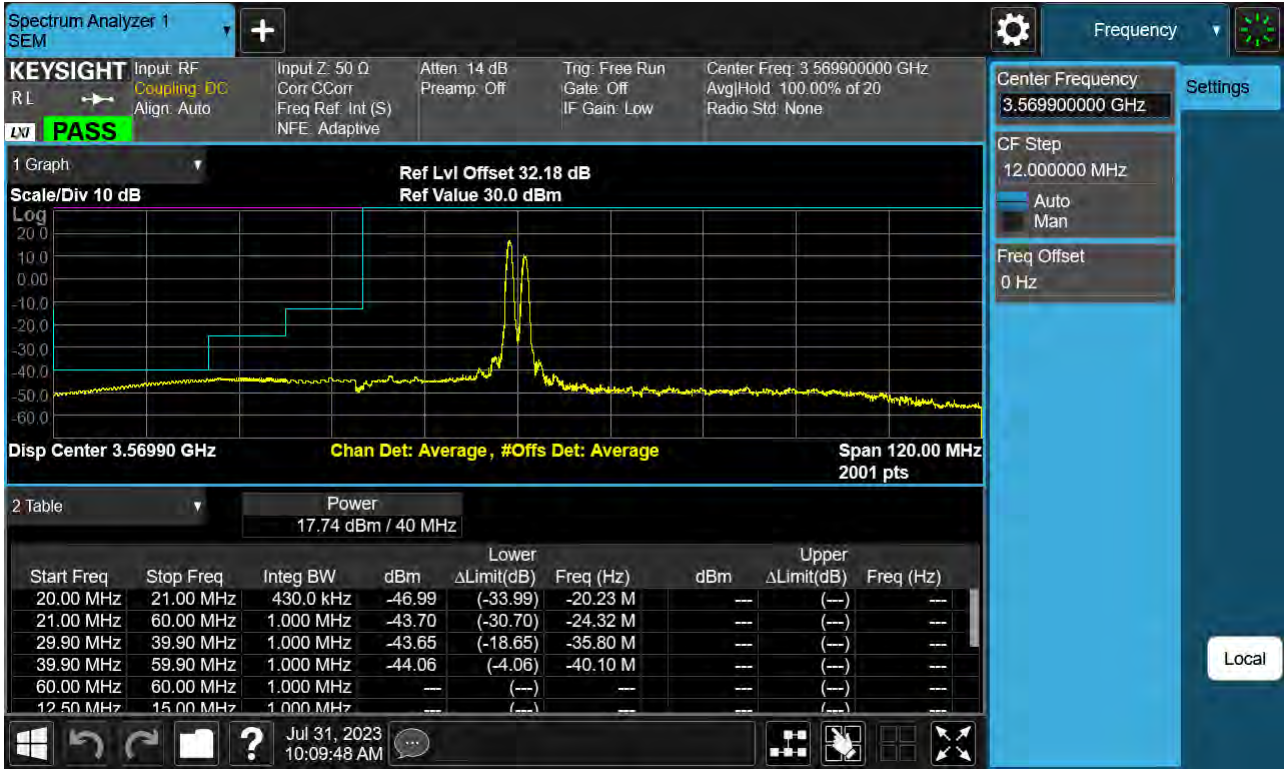 Spectrum Analyzer 1
SEM
+
Frequency
KEYSIGHT
RL
LXI
PASS
Input: RF
Coupling: DC
Align: Auto
Input Z: 50 Ω
Corr CCorr
Freq Ref: Int (S)
NFE: Adaptive
Atten: 14 dB
Preamp: Off
Trig: Free Run
Gate: Off
IF Gain: Low
Center Freq: 3.569900000 GHz
Avg|Hold: 100.00% of 20
Radio Std: None
Center Frequency
3.569900000 GHz
Settings
CF Step
12.000000 MHz
Auto
Man
Freq Offset
0 Hz
Local
1 Graph
Scale/Div 10 dB
Ref Lvl Offset 32.18 dB
Ref Value 30.0 dBm
Log
20.0
10.0
0.00
-10.0
-20.0
-30.0
-40.0
-50.0
-60.0
Disp Center 3.56990 GHz
Chan Det: Average , #Offs Det: Average
Span 120.00 MHz
2001 pts
2 Table
Power
17.74 dBm / 40 MHz
Lower Upper
Start Freq Stop Freq Integ BW dBm ΔLimit(dB) Freq (Hz) dBm ΔLimit(dB) Freq (Hz)
20.00 MHz 21.00 MHz 430.0 kHz -46.99 (-33.99) -20.23 M --- (---) ---
21.00 MHz 60.00 MHz 1.000 MHz -43.70 (-30.70) -24.32 M --- (---) ---
29.90 MHz 39.90 MHz 1.000 MHz -43.65 (-18.65) -35.80 M --- (---) ---
39.90 MHz 59.90 MHz 1.000 MHz -44.06 (-4.06) -40.10 M --- (---) ---
60.00 MHz 60.00 MHz 1.000 MHz --- (---) --- --- (---) ---
12.50 MHz 15.00 MHz 1.000 MHz --- (---) --- --- (---) ---
?
Jul 31, 2023
10:09:48 AM